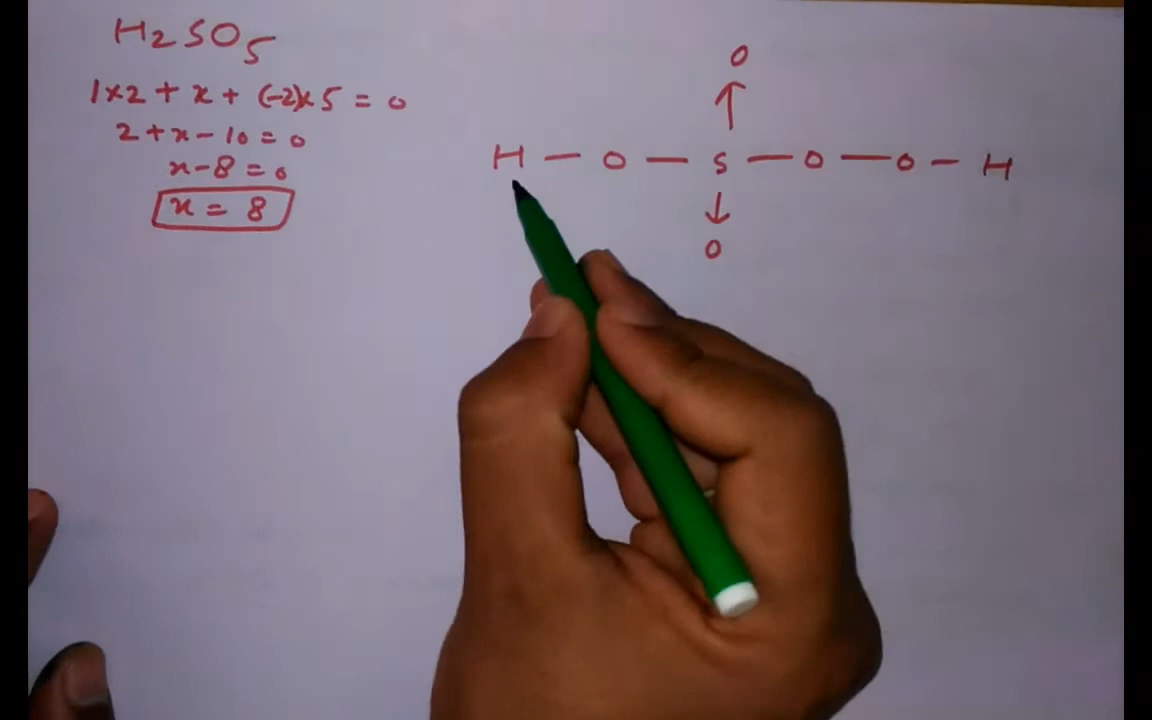 H₂SO₅
1×2 + x + (-2)×5 = 0
2+x-10=0
x-8=0
x = 8
O
↑
H — O — S — O — O — H
↓
O